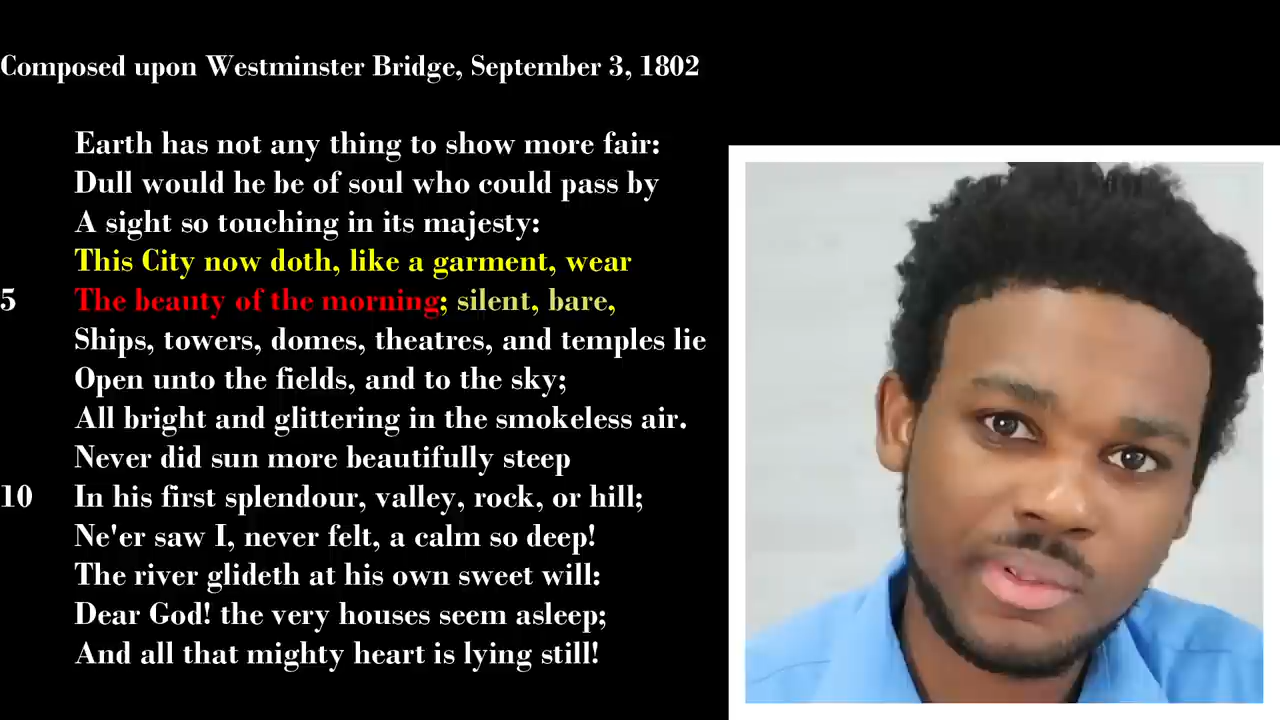 Composed upon Westminster Bridge, September 3, 1802
Earth has not any thing to show more fair:
Dull would he be of soul who could pass by
A sight so touching in its majesty:
This City now doth, like a garment, wear
5 The beauty of the morning; silent, bare,
Ships, towers, domes, theatres, and temples lie
Open unto the fields, and to the sky;
All bright and glittering in the smokeless air.
Never did sun more beautifully steep
10 In his first splendour, valley, rock, or hill;
Ne'er saw I, never felt, a calm so deep!
The river glideth at his own sweet will:
Dear God! the very houses seem asleep;
And all that mighty heart is lying still!